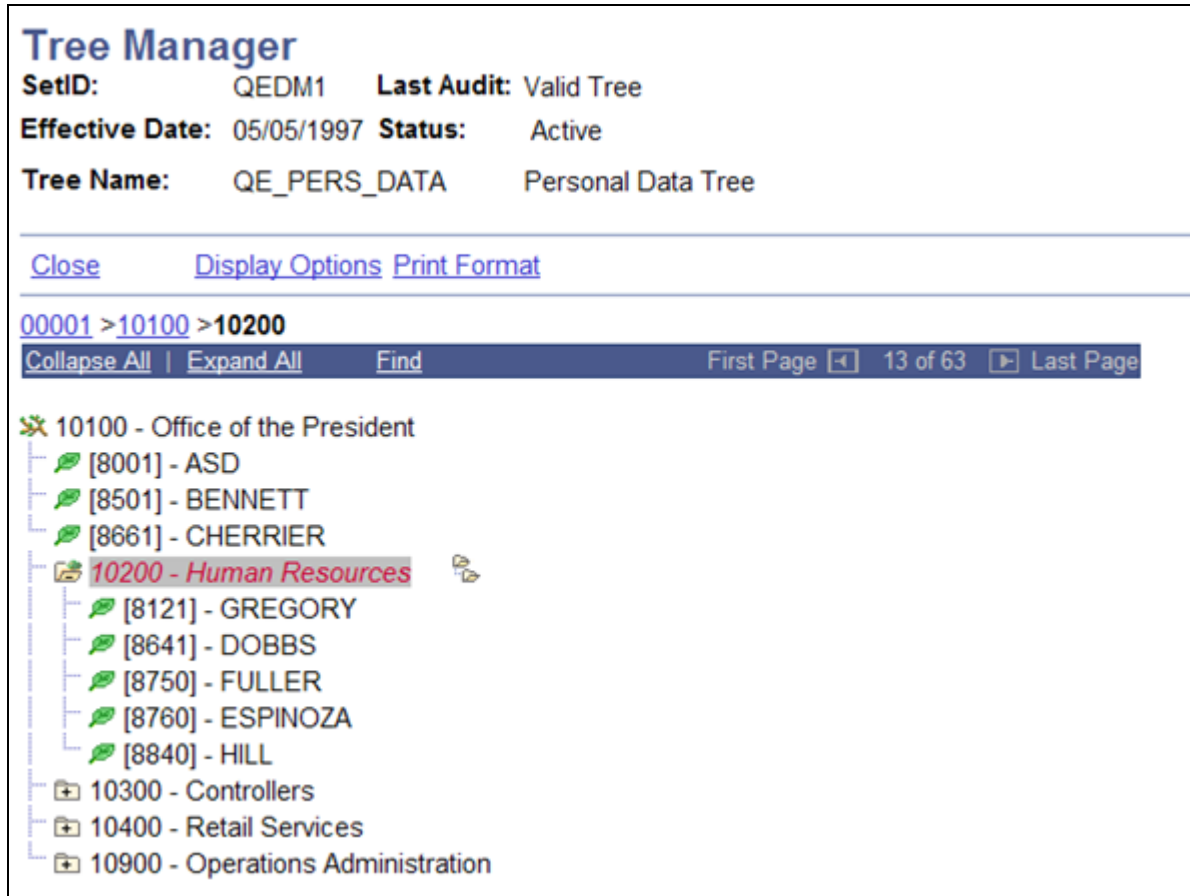 Tree Manager
SetID: QEDM1 Last Audit: Valid Tree
Effective Date: 05/05/1997 Status: Active
Tree Name: QE_PERS_DATA Personal Data Tree
Close Display Options Print Format
00001 >10100 >10200
Collapse All | Expand All Find First Page 13 of 63 Last Page
10100 - Office of the President
[8001] - ASD
[8501] - BENNETT
[8661] - CHERRIER
10200 - Human Resources
[8121] - GREGORY
[8641] - DOBBS
[8750] - FULLER
[8760] - ESPINOZA
[8840] - HILL
10300 - Controllers
10400 - Retail Services
10900 - Operations Administration